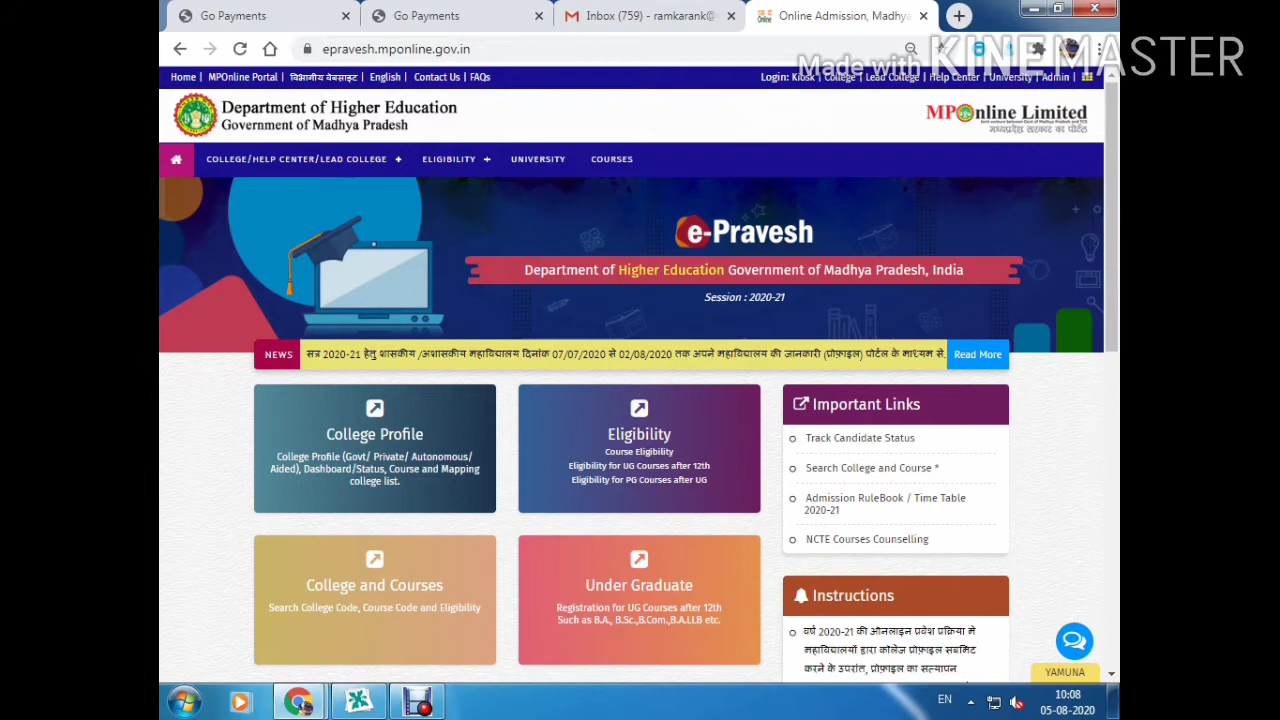 Go Payments
Go Payments
Inbox (759) - ramkarank@
Online Admission, Madhya
epravesh.mponline.gov.in
Made with KINEMASTER
Home | MPOnline Portal | विभागीय वेबसाइट | English | Contact Us | FAQs
Login: Kiosk | College | Lead College | Help Center | University | Admin |
Department of Higher Education
Government of Madhya Pradesh
MPOnline Limited
मध्यप्रदेश सरकार का पोर्टल
COLLEGE/HELP CENTER/LEAD COLLEGE + ELIGIBILITY + UNIVERSITY COURSES
e-Pravesh
Department of Higher Education Government of Madhya Pradesh, India
Session : 2020-21
NEWS सत्र 2020-21 हेतु शासकीय /अशासकीय महाविद्यालय दिनांक 07/07/2020 से 02/08/2020 तक अपने महाविद्यालय की जानकारी (प्रोफ़ाइल) पोर्टल के माध्यम से. Read More
College Profile
College Profile (Govt/ Private/ Autonomous/
Aided), Dashboard/Status, Course and Mapping
college list.
Eligibility
Course Eligibility
Eligibility for UG Courses after 12th
Eligibility for PG Courses after UG
Important Links
Track Candidate Status
Search College and Course *
Admission RuleBook / Time Table
2020-21
NCTE Courses Counselling
College and Courses
Search College Code, Course Code and Eligibility
Under Graduate
Registration for UG Courses after 12th
Such as B.A., B.Sc.,B.Com.,B.A.LLB etc.
Instructions
वर्ष 2020-21 की ऑनलाइन प्रवेश प्रक्रिया मे
महाविद्यालयों द्वारा कॉलेज प्रोफ़ाइल सबमिट
करने के उपरांत, प्रोफ़ाइल का सत्यापन
YAMUNA
EN
10:08
05-08-2020